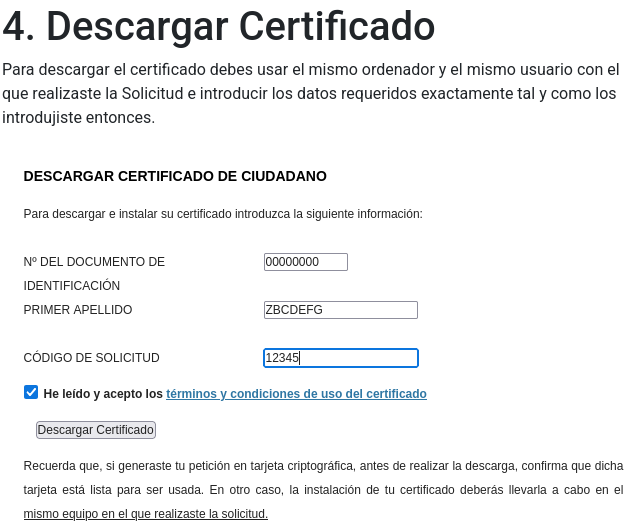 4. Descargar Certificado
Para descargar el certificado debes usar el mismo ordenador y el mismo usuario con el
que realizaste la Solicitud e introducir los datos requeridos exactamente tal y como los
introdujiste entonces.
DESCARGAR CERTIFICADO DE CIUDADANO
Para descargar e instalar su certificado introduzca la siguiente información:
Nº DEL DOCUMENTO DE 00000000
IDENTIFICACIÓN
PRIMER APELLIDO ZBCDEFG
CÓDIGO DE SOLICITUD 12345
He leído y acepto los términos y condiciones de uso del certificado
Descargar Certificado
Recuerda que, si generaste tu petición en tarjeta criptográfica, antes de realizar la descarga, confirma que dicha
tarjeta está lista para ser usada. En otro caso, la instalación de tu certificado deberás llevarla a cabo en el
mismo equipo en el que realizaste la solicitud.